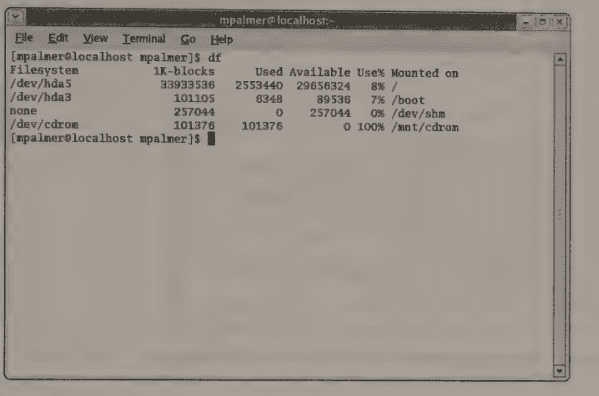 mpalmer@localhost:~
File Edit View Terminal Go Help
[mpalmer@localhost mpalmer]$ df
Filesystem 1K-blocks Used Available Use% Mounted on
/dev/hda5 33933536 2553440 29656324 8% /
/dev/hda3 101105 6348 89536 7% /boot
none 257044 0 257044 0% /dev/shm
/dev/cdrom 101376 101376 0 100% /mnt/cdrom
[mpalmer@localhost mpalmer]$